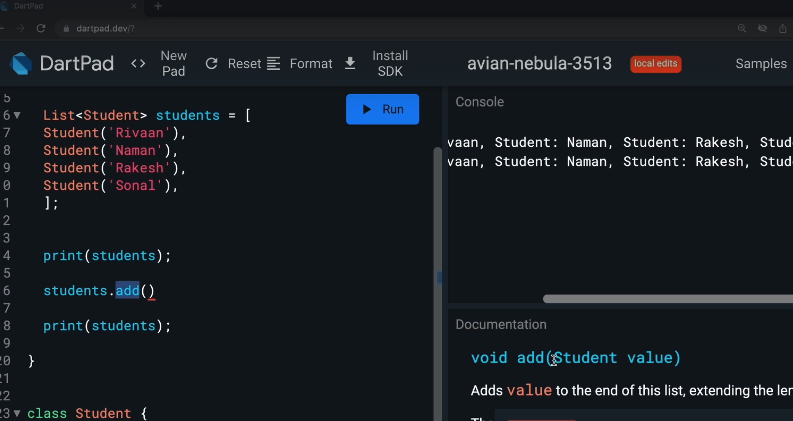 DartPad
dartpad.dev/?
DartPad
<> New Pad
Reset
Format
Install SDK
avian-nebula-3513
local edits
Samples
5
6 List<Student> students = [
7 Student('Rivaan'),
8 Student('Naman'),
9 Student('Rakesh'),
0 Student('Sonal'),
1 ];
2
3
4 print(students);
5
6 students.add()
7
8 print(students);
9
20 }
21
22
23 class Student {
Run
Console
vaan, Student: Naman, Student: Rakesh, Stud
vaan, Student: Naman, Student: Rakesh, Stud
Documentation
void add(Student value)
Adds value to the end of this list, extending the ler